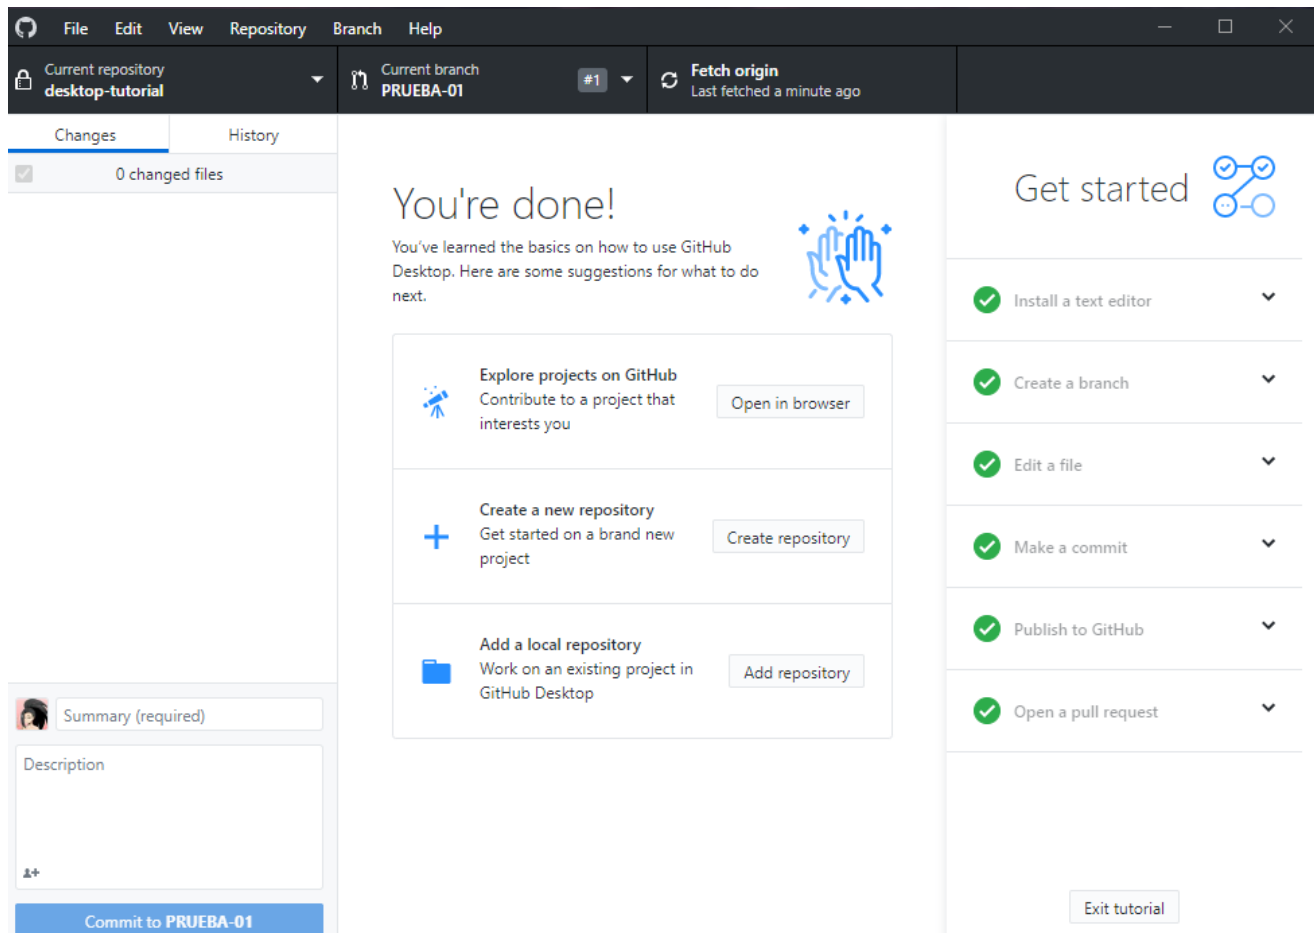 File Edit View Repository Branch Help
Current repository
desktop-tutorial
Current branch
PRUEBA-01
#1
Fetch origin
Last fetched a minute ago
Changes History
0 changed files
Summary (required)
Description
Commit to PRUEBA-01
You're done!
You've learned the basics on how to use GitHub
Desktop. Here are some suggestions for what to do
next.
Explore projects on GitHub
Contribute to a project that
interests you
Open in browser
Create a new repository
Get started on a brand new
project
Create repository
Add a local repository
Work on an existing project in
GitHub Desktop
Add repository
Get started
Install a text editor
Create a branch
Edit a file
Make a commit
Publish to GitHub
Open a pull request
Exit tutorial